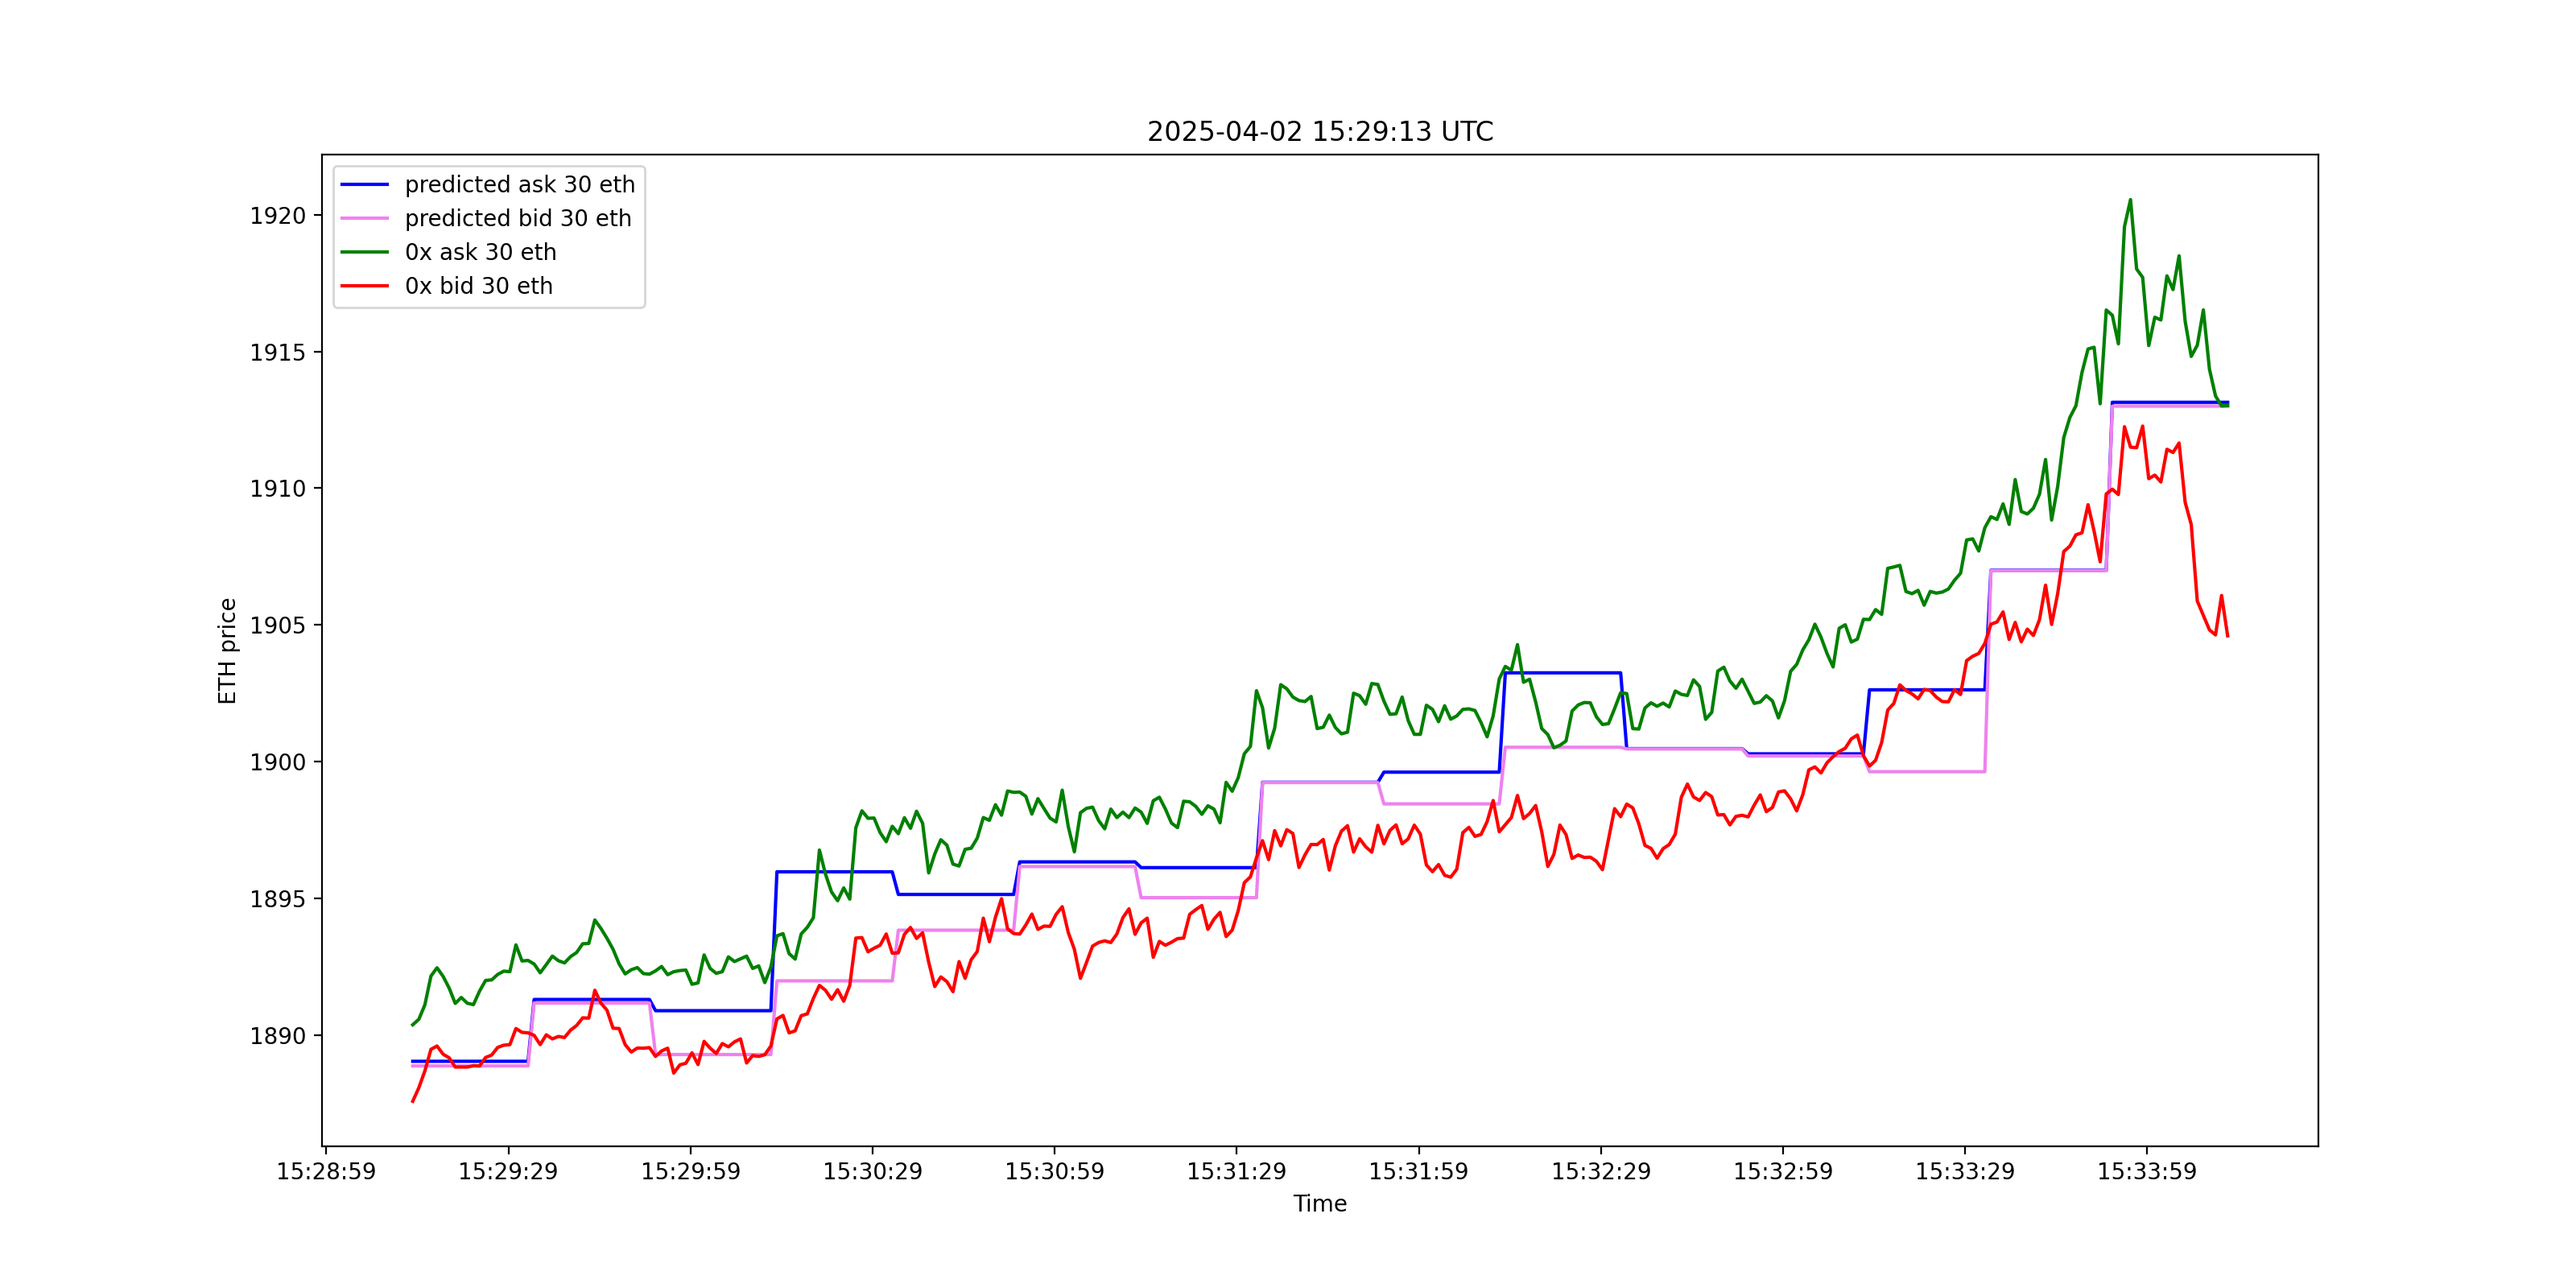 2025-04-02 15:29:13 UTC
predicted ask 30 eth
predicted bid 30 eth
0x ask 30 eth
0x bid 30 eth
ETH price
1920
1915
1910
1905
1900
1895
1890
15:28:59 15:29:29 15:29:59 15:30:29 15:30:59 15:31:29 15:31:59 15:32:29 15:32:59 15:33:29 15:33:59
Time